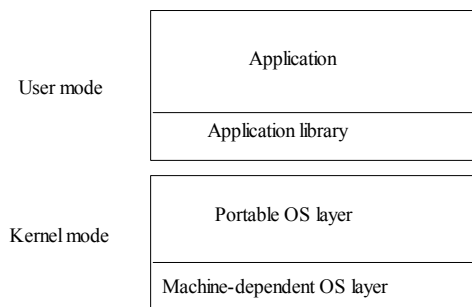 Application
User mode
Application library
Portable OS layer
Kernel mode
Machine-dependent OS layer